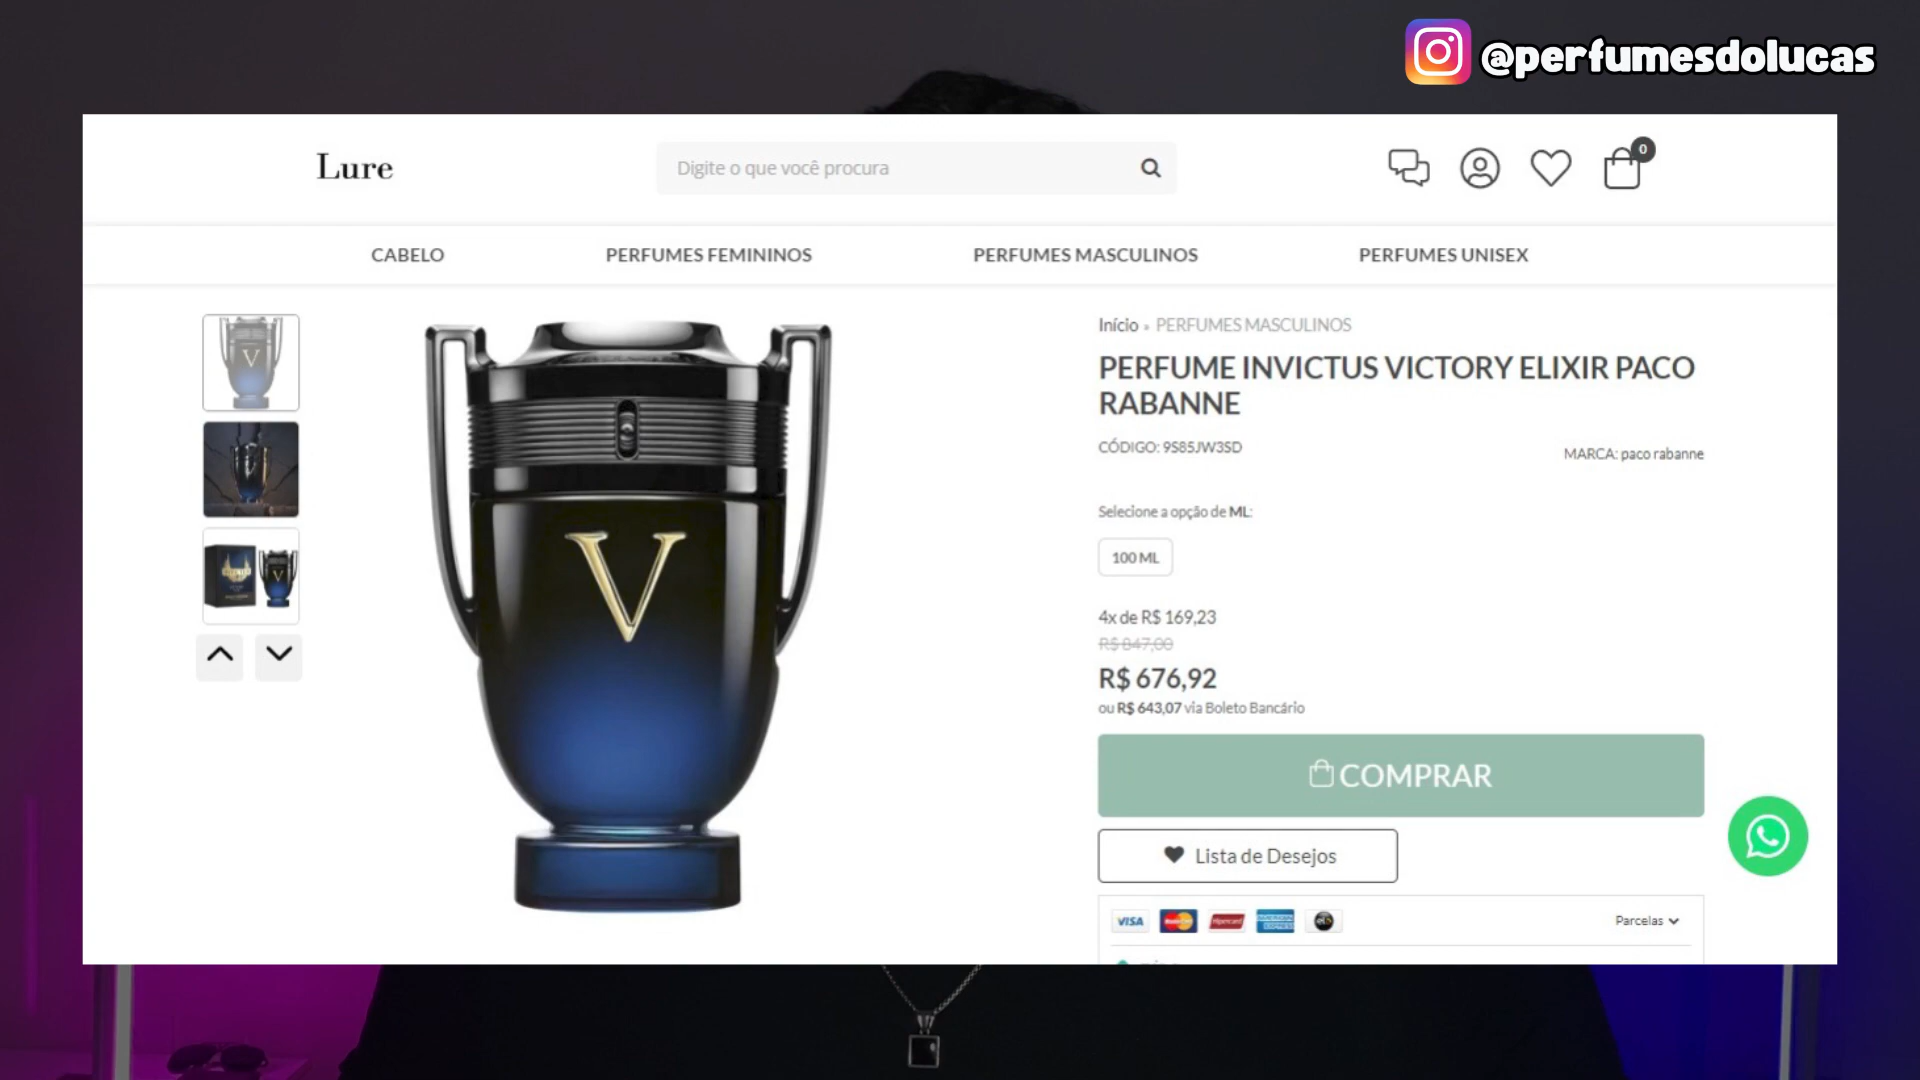 @perfumesdolucas
Lure
Digite o que você procura
0
CABELO
PERFUMES FEMININOS
PERFUMES MASCULINOS
PERFUMES UNISEX
Início • PERFUMES MASCULINOS
PERFUME INVICTUS VICTORY ELIXIR PACO
RABANNE
CÓDIGO: 9S85JW3SD
MARCA: paco rabanne
Selecione a opção de ML:
100 ML
4x de R$ 169,23
R$ 847,00
R$ 676,92
ou R$ 643,07 via Boleto Bancário
COMPRAR
Lista de Desejos
VISA
Parcelas
V